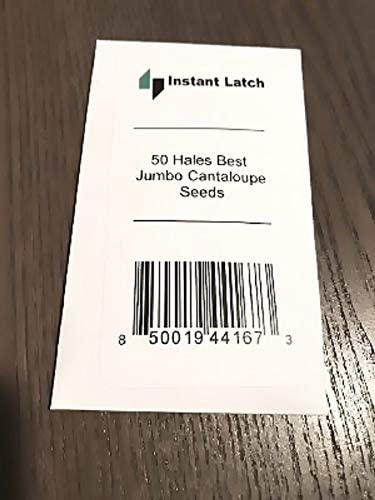 Instant Latch
50 Hales Best
Jumbo Cantaloupe
Seeds
8 50019 44167 3